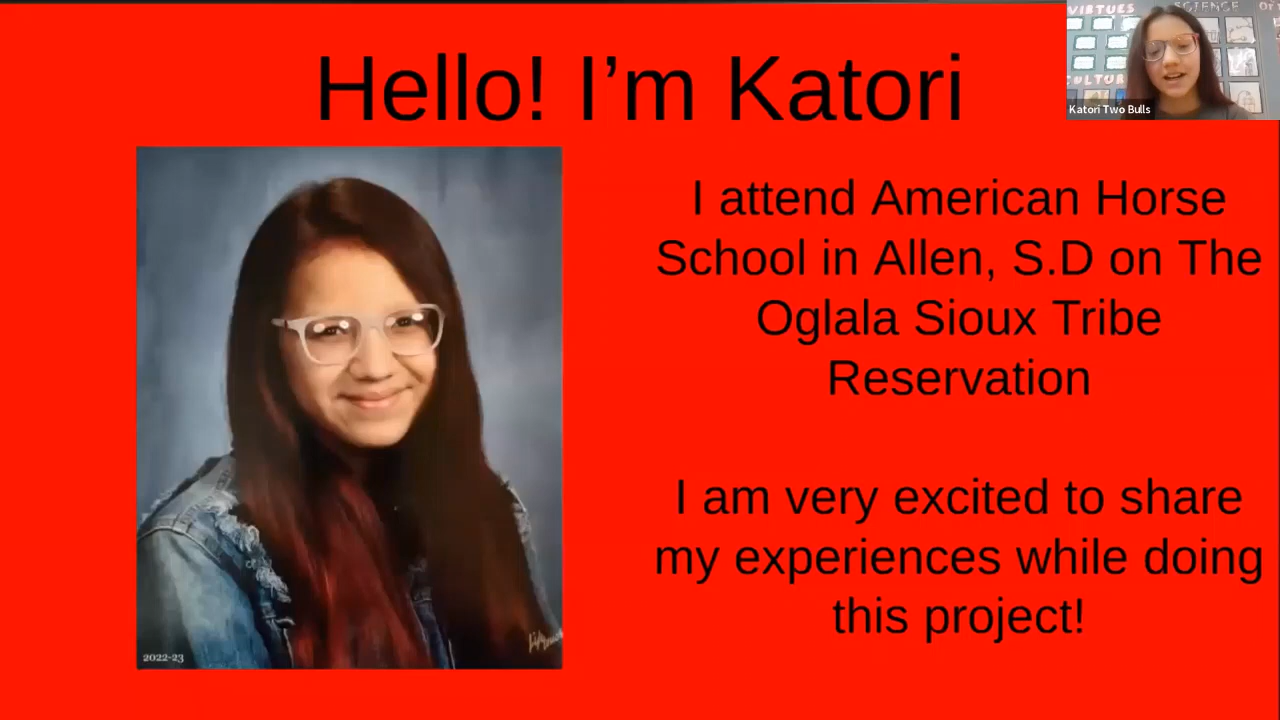 Hello! I’m Katori
VIRTUES
SCIENCE
CULTUR
Katori Two Bulls
I attend American Horse
School in Allen, S.D on The
Oglala Sioux Tribe
Reservation
I am very excited to share
my experiences while doing
this project!
2022-23